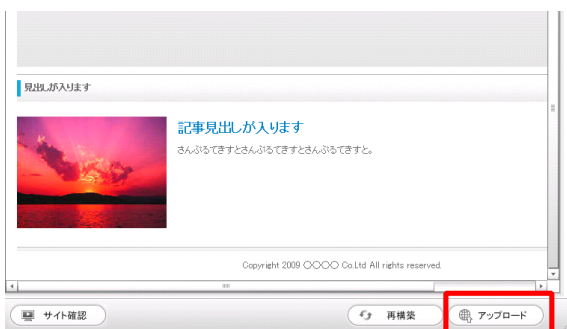 見出しが入ります
記事見出しが入ります
さんぷるてきすとさんぷるてきすとさんぷるてきすと。
Copyright 2009 〇〇〇〇 Co.Ltd All rights reserved.
サイト確認
再構築
アップロード